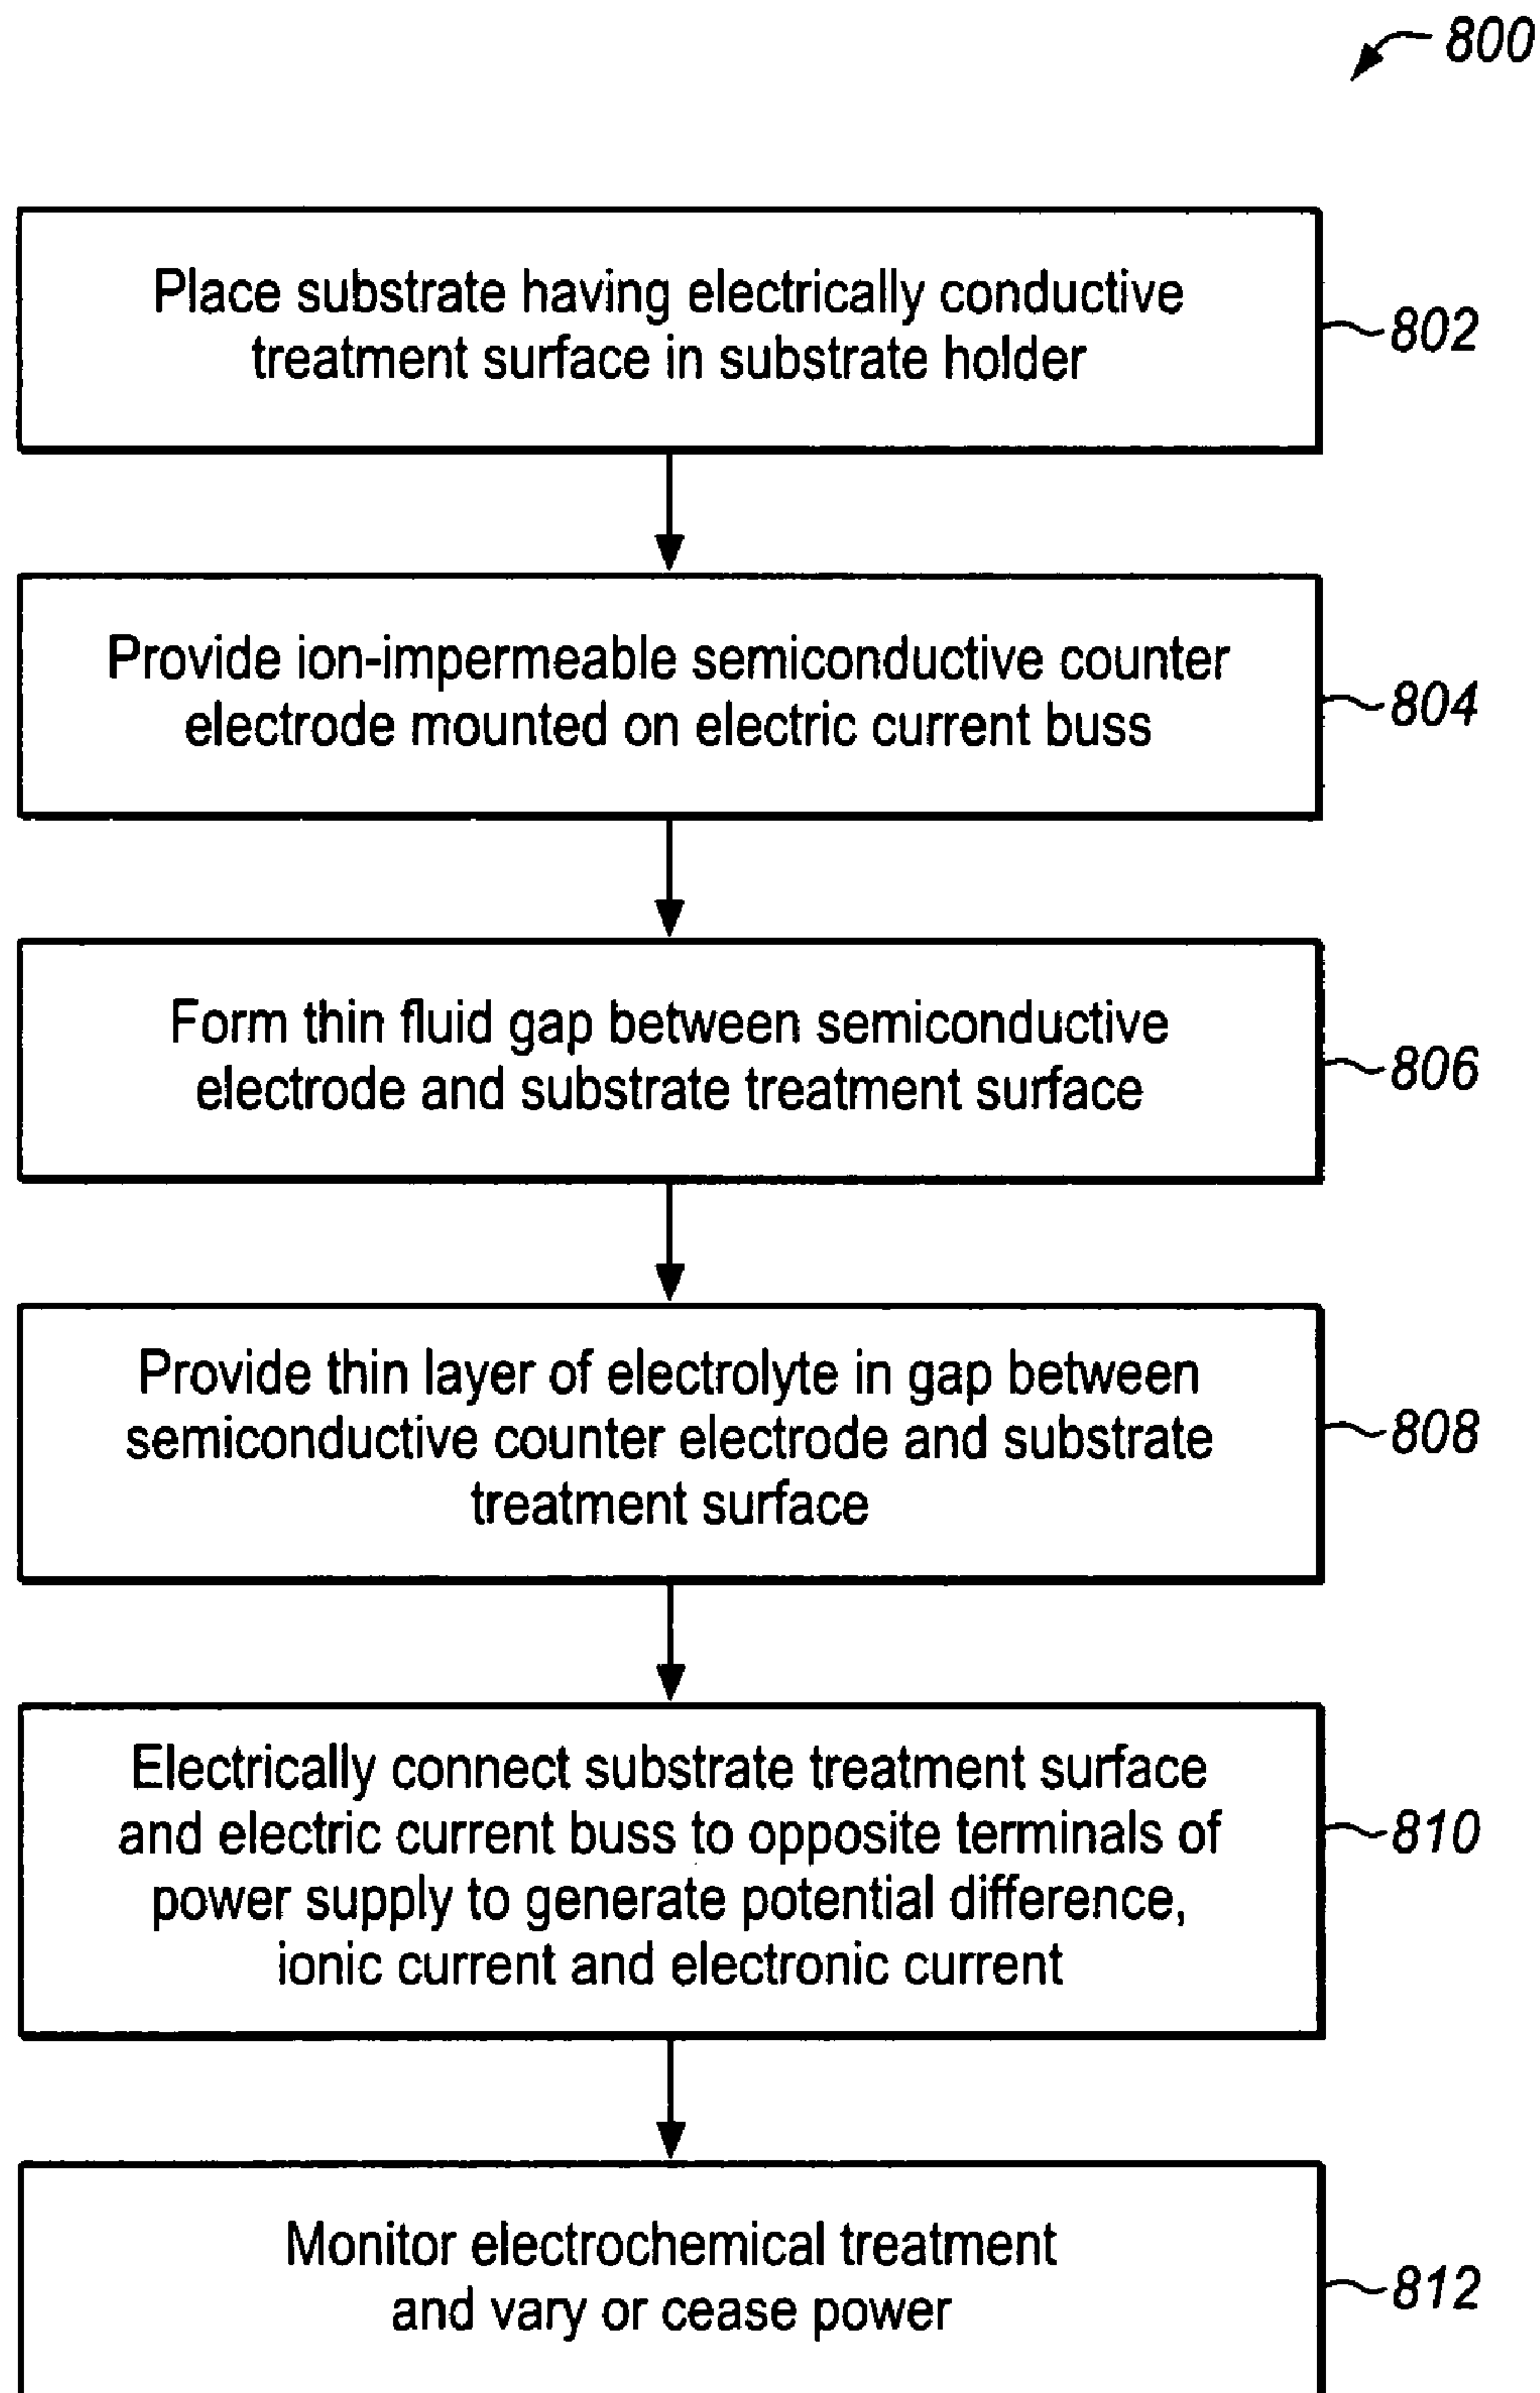 800
Place substrate having electrically conductive
treatment surface in substrate holder
802
Provide ion-impermeable semiconductive counter
electrode mounted on electric current buss
804
Form thin fluid gap between semiconductive
electrode and substrate treatment surface
806
Provide thin layer of electrolyte in gap between
semiconductive counter electrode and substrate
treatment surface
808
Electrically connect substrate treatment surface
and electric current buss to opposite terminals of
power supply to generate potential difference,
ionic current and electronic current
810
Monitor electrochemical treatment
and vary or cease power
812